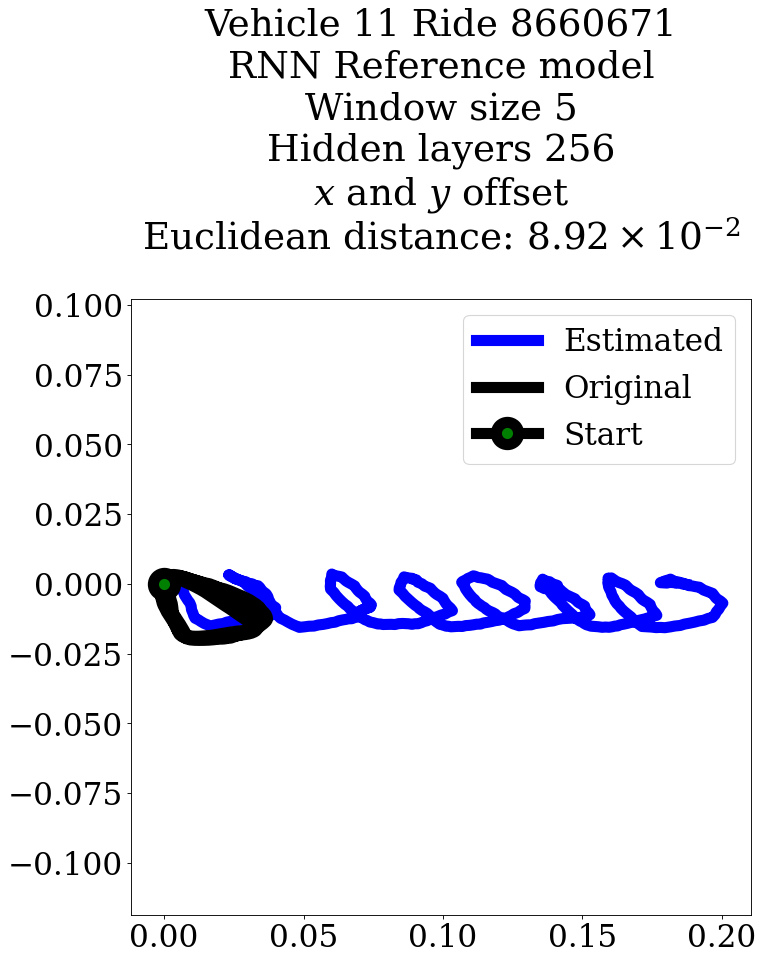 Vehicle 11 Ride 8660671
RNN Reference model
Window size 5
Hidden layers 256
x and y offset
Euclidean distance: 8.92 × 10⁻²
Estimated
Original
Start
0.100
0.075
0.050
0.025
0.000
−0.025
−0.050
−0.075
−0.100
0.00 0.05 0.10 0.15 0.20